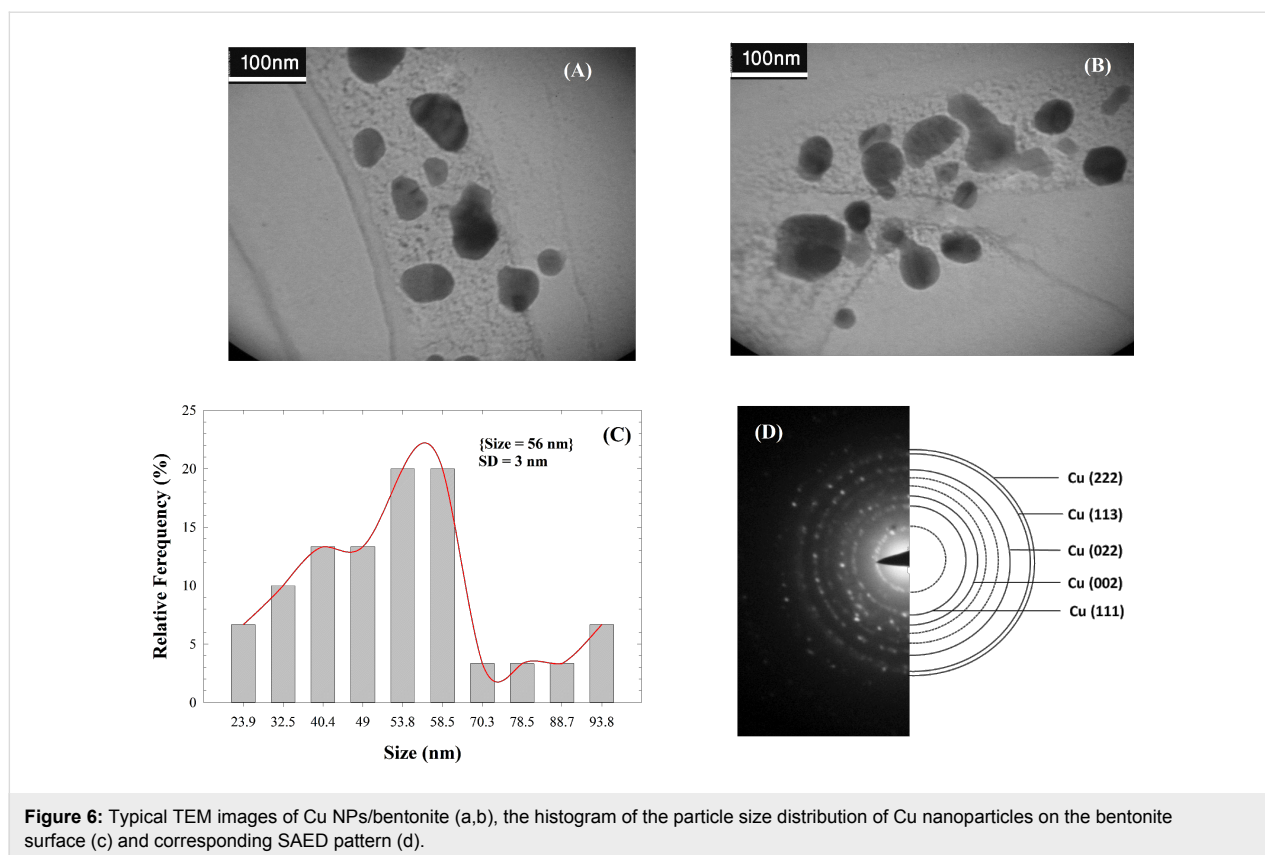 100nm
(A)
100nm
(B)
25
20
15
10
5
0
Relative Ferequency (%)
{Size = 56 nm}
SD = 3 nm
(C)
23.9 32.5 40.4 49 53.8 58.5 70.3 78.5 88.7 93.8
Size (nm)
(D)
Cu (222)
Cu (113)
Cu (022)
Cu (002)
Cu (111)
Figure 6: Typical TEM images of Cu NPs/bentonite (a,b), the histogram of the particle size distribution of Cu nanoparticles on the bentonite
surface (c) and corresponding SAED pattern (d).